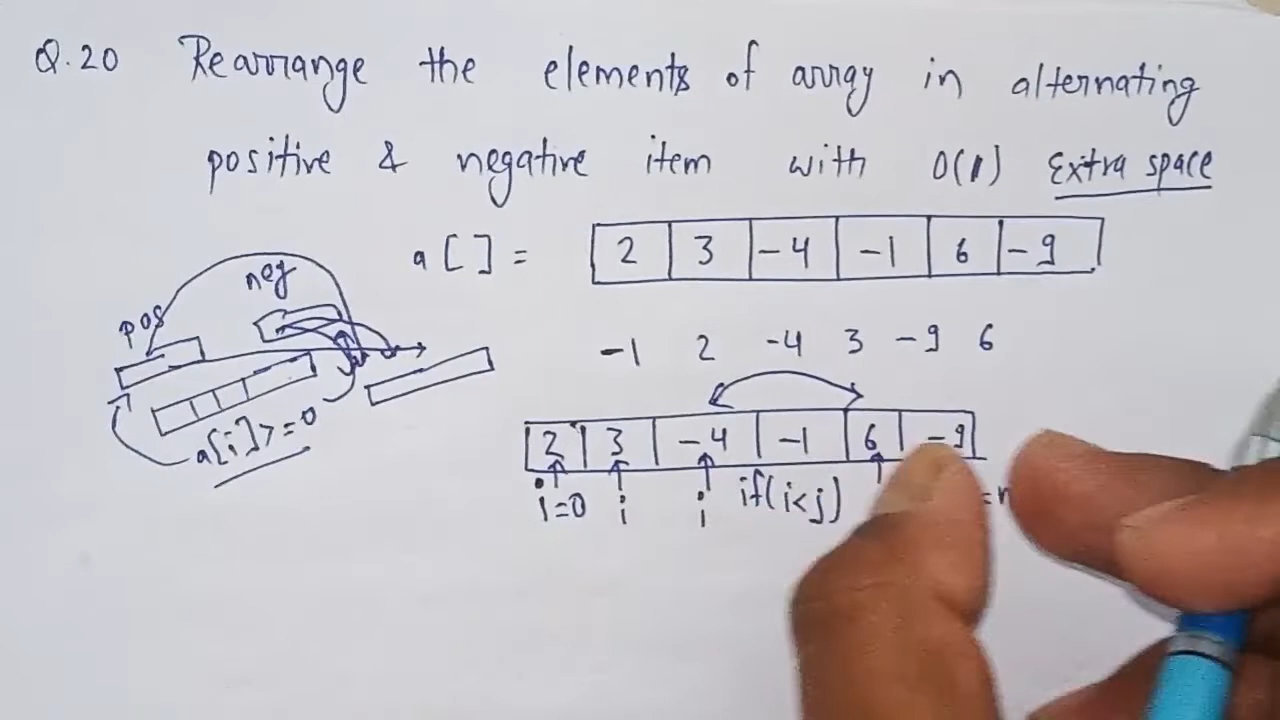 Q.20 Rearrange the elements of array in alternating
positive & negative item with O(1) Extra space
a[ ] = 2 3 -4 -1 6 -9
neg
pos
-1 2 -4 3 -9 6
a[i]>=0
2 3 -4 -1 6 -9
i=0 i i if(i<j) =n